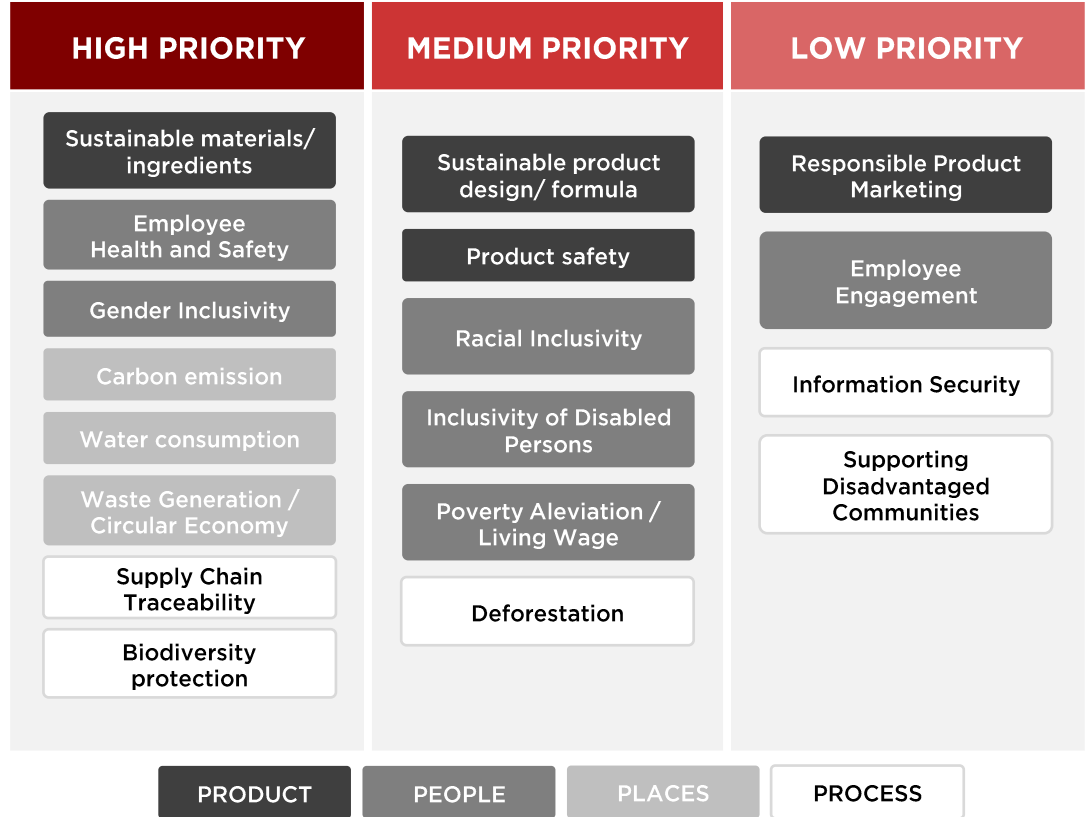 HIGH PRIORITY
Sustainable materials/
ingredients
Employee
Health and Safety
Gender Inclusivity
Carbon emission
Water consumption
Waste Generation /
Circular Economy
Supply Chain
Traceability
Biodiversity
protection
MEDIUM PRIORITY
Sustainable product
design/ formula
Product safety
Racial Inclusivity
Inclusivity of Disabled
Persons
Poverty Aleviation /
Living Wage
Deforestation
LOW PRIORITY
Responsible Product
Marketing
Employee
Engagement
Information Security
Supporting
Disadvantaged
Communities
PRODUCT
PEOPLE
PLACES
PROCESS